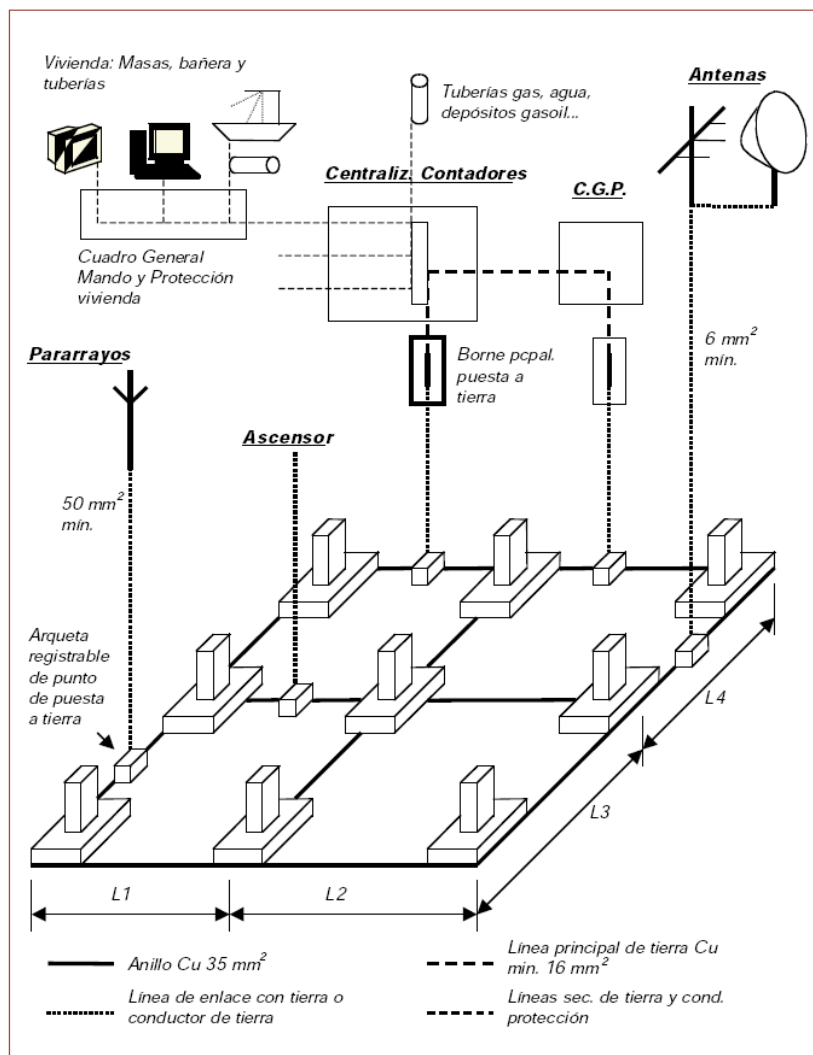 Vivienda: Masas, bañera y
tuberías
Tuberías gas, agua,
depósitos gasoil...
Antenas
Centraliz. Contadores
C.G.P.
Cuadro General
Mando y Protección
vivienda
Pararrayos
Borne pcpal.
puesta a
tierra
6 mm²
mín.
Ascensor
50 mm²
mín.
Arqueta
registrable
de punto
de puesta
a tierra
L4
L3
L1
L2
Anillo Cu 35 mm²
Línea principal de tierra Cu
min. 16 mm²
Línea de enlace con tierra o
conductor de tierra
Líneas sec. de tierra y cond.
protección